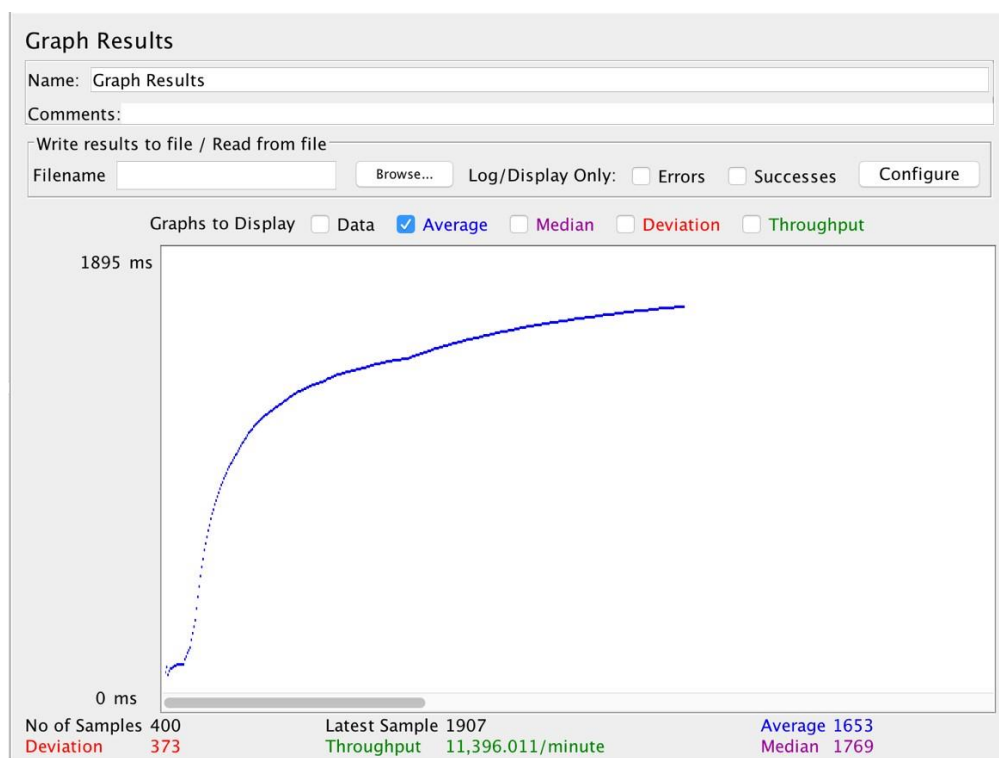 Graph Results
Name: Graph Results
Comments:
Write results to file / Read from file
Filename Browse... Log/Display Only: Errors Successes Configure
Graphs to Display Data Average Median Deviation Throughput
1895 ms
0 ms
No of Samples 400 Latest Sample 1907 Average 1653
Deviation 373 Throughput 11,396.011/minute Median 1769